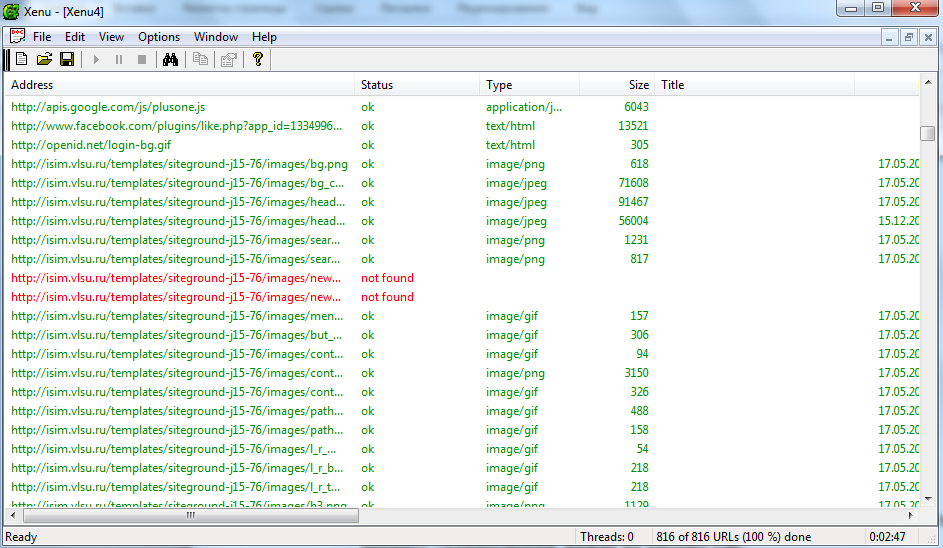 Xenu - [Xenu4]
File Edit View Options Window Help
Address Status Type Size Title
http://apis.google.com/js/plusone.js ok application/j... 6043
http://www.facebook.com/plugins/like.php?app_id=1334996... ok text/html 13521
http://openid.net/login-bg.gif ok text/html 305
http://isim.vlsu.ru/templates/siteground-j15-76/images/bg.png ok image/png 618 17.05.20
http://isim.vlsu.ru/templates/siteground-j15-76/images/bg_c... ok image/jpeg 71608 17.05.20
http://isim.vlsu.ru/templates/siteground-j15-76/images/head... ok image/jpeg 91467 17.05.20
http://isim.vlsu.ru/templates/siteground-j15-76/images/head... ok image/jpeg 56004 15.12.20
http://isim.vlsu.ru/templates/siteground-j15-76/images/sear... ok image/png 1231 17.05.20
http://isim.vlsu.ru/templates/siteground-j15-76/images/sear... ok image/png 817 17.05.20
http://isim.vlsu.ru/templates/siteground-j15-76/images/new... not found
http://isim.vlsu.ru/templates/siteground-j15-76/images/new... not found
http://isim.vlsu.ru/templates/siteground-j15-76/images/men... ok image/gif 157 17.05.20
http://isim.vlsu.ru/templates/siteground-j15-76/images/but_... ok image/gif 306 17.05.20
http://isim.vlsu.ru/templates/siteground-j15-76/images/cont... ok image/gif 94 17.05.20
http://isim.vlsu.ru/templates/siteground-j15-76/images/cont... ok image/png 3150 17.05.20
http://isim.vlsu.ru/templates/siteground-j15-76/images/cont... ok image/gif 326 17.05.20
http://isim.vlsu.ru/templates/siteground-j15-76/images/path... ok image/gif 488 17.05.20
http://isim.vlsu.ru/templates/siteground-j15-76/images/path... ok image/gif 158 17.05.20
http://isim.vlsu.ru/templates/siteground-j15-76/images/l_r_... ok image/gif 54 17.05.20
http://isim.vlsu.ru/templates/siteground-j15-76/images/l_r_b... ok image/gif 218 17.05.20
http://isim.vlsu.ru/templates/siteground-j15-76/images/l_r_t... ok image/gif 218 17.05.20
http://isim.vlsu.ru/templates/siteground-j15-76/images/h3.png ok image/png 1129 17.05.20
Ready Threads: 0 816 of 816 URLs (100 %) done 0:02:47